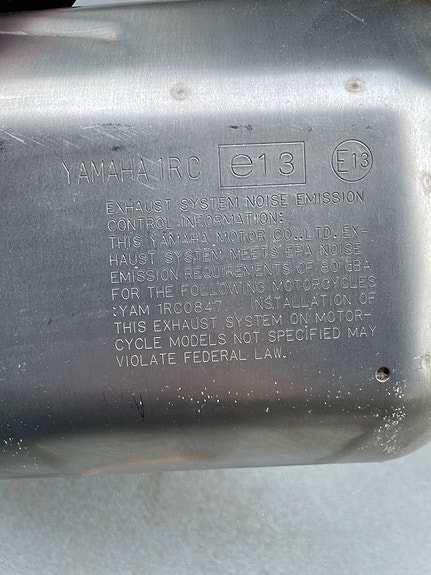 YAMAHA 1RC e13 E13
EXHAUST SYSTEM NOISE EMISSION
CONTROL INFORMATION:
THIS YAMAHA MOTOR CO.,LTD. EX-
HAUST SYSTEM MEETS EPA NOISE
EMISSION REQUIREMENTS OF 80 dBA
FOR THE FOLLOWING MOTORCYCLES
:YAM 1RC0847. INSTALLATION OF
THIS EXHAUST SYSTEM ON MOTOR-
CYCLE MODELS NOT SPECIFIED MAY
VIOLATE FEDERAL LAW.